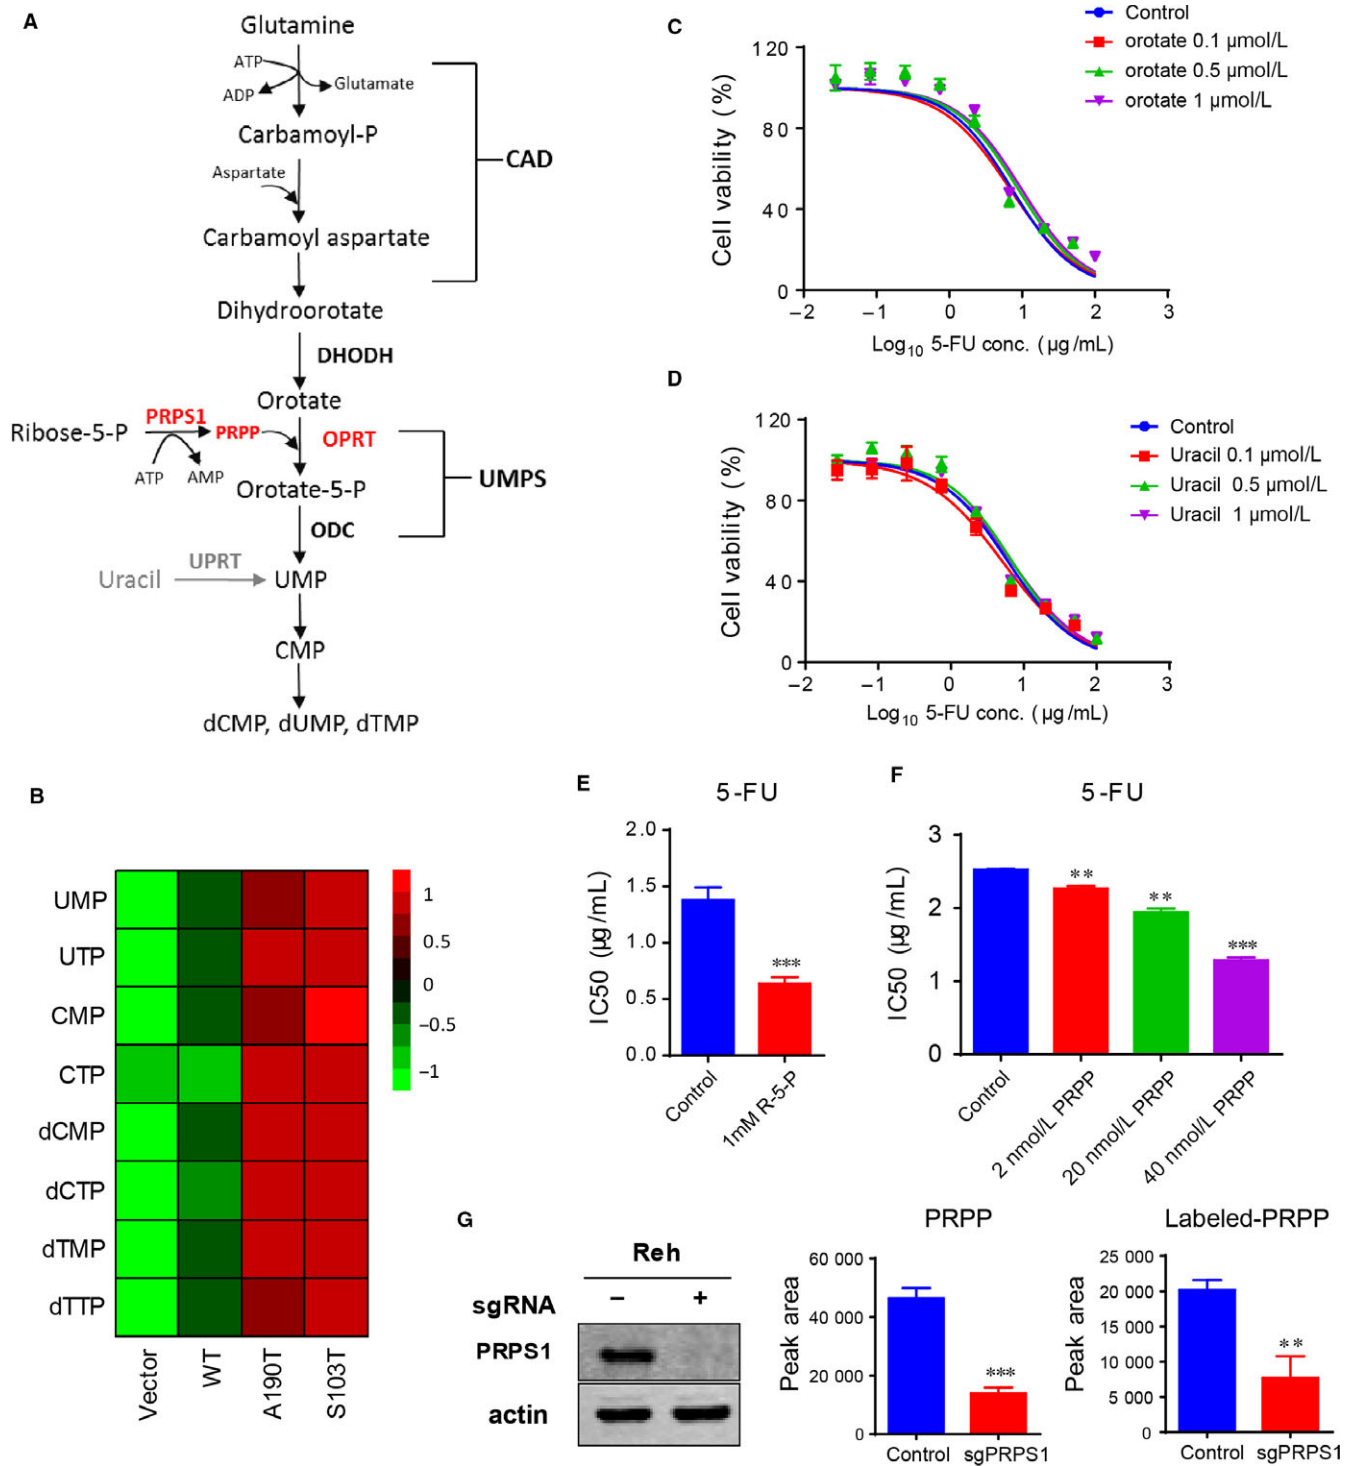 A
Glutamine
ATP
ADP
Glutamate
Carbamoyl-P
Aspartate
CAD
Carbamoyl aspartate
Dihydroorotate
DHODH
Orotate
Ribose-5-P
PRPS1
PRPP
OPRT
ATP
AMP
Orotate-5-P
UMPS
ODC
Uracil
UPRT
UMP
CMP
dCMP, dUMP, dTMP
B
UMP
UTP
CMP
CTP
dCMP
dCTP
dTMP
dTTP
Vector
WT
A190T
S103T
1
0.5
0
−0.5
−1
C
Control
orotate 0.1 µmol/L
orotate 0.5 µmol/L
orotate 1 µmol/L
Cell vability (%)
120
80
40
0
−2
−1
0
1
2
3
Log10 5-FU conc. (µg/mL)
D
Control
Uracil 0.1 µmol/L
Uracil 0.5 µmol/L
Uracil 1 µmol/L
Cell vability (%)
120
80
40
0
−2
−1
0
1
2
3
Log10 5-FU conc. (µg/mL)
E
5-FU
IC50 (µg/mL)
2.0
1.5
1.0
0.5
0.0
***
Control
1mM R-5-P
F
5-FU
IC50 (µg/mL)
3
2
1
0
**
**
***
Control
2 nmol/L PRPP
20 nmol/L PRPP
40 nmol/L PRPP
G
Reh
sgRNA
−
+
PRPS1
actin
PRPP
Peak area
60 000
40 000
20 000
0
***
Control
sgPRPS1
Labeled-PRPP
Peak area
25 000
20 000
15 000
10 000
5 000
0
**
Control
sgPRPS1